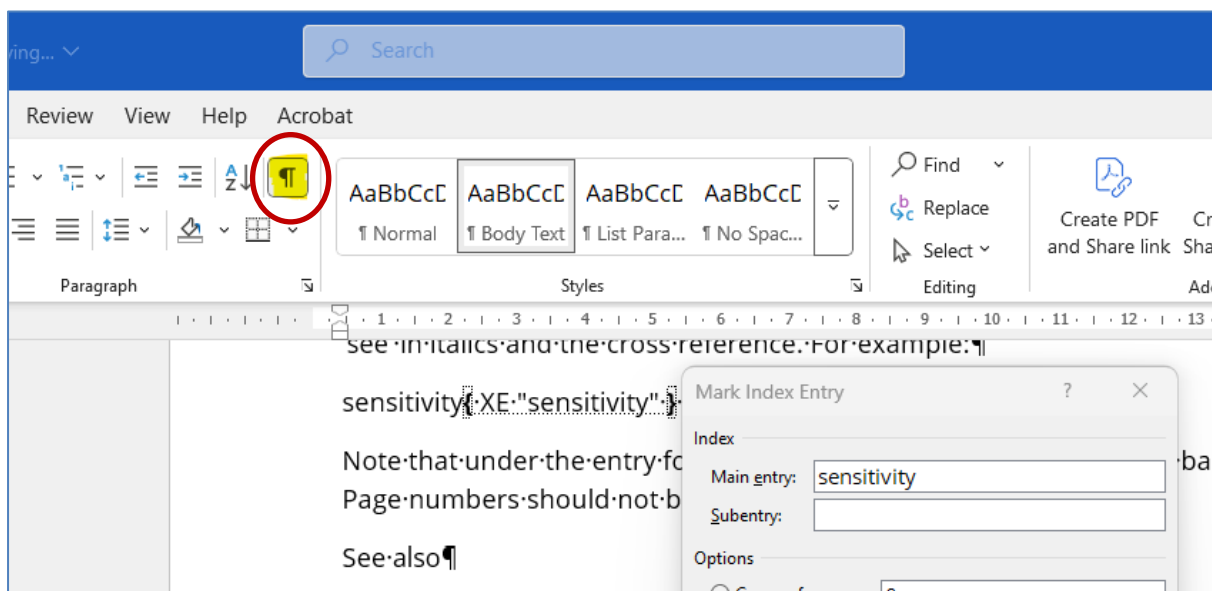 ving...
Search
Review View Help Acrobat
¶
AaBbCcD AaBbCcD AaBbCcD AaBbCcD
¶ Normal ¶ Body Text ¶ List Para... ¶ No Spac...
Find
Replace
Select
Create PDF
and Share link
Paragraph Styles Editing
1 2 3 4 5 6 7 8 9 10 11 12 13
see·in·italics·and·the·cross·reference.·For·example:¶
sensitivity{·XE·"sensitivity"·}·
Mark Index Entry ? ×
Index
Main entry: sensitivity
Subentry:
Note·that·under·the·entry·fo
Page·numbers·should·not·b
See·also¶
Options